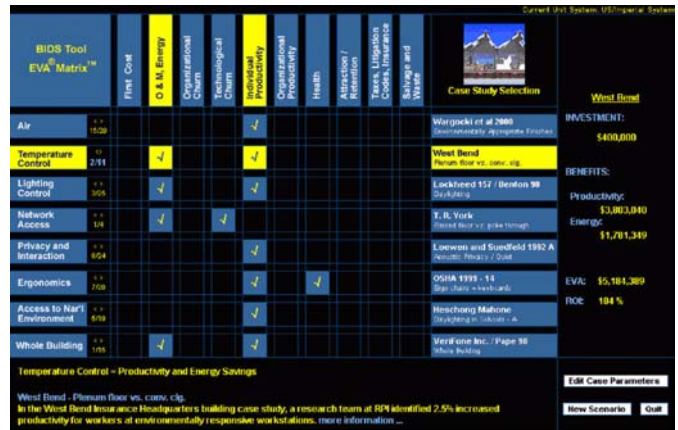 Current Unit System: US/Imperial System
BIDS Tool
EVA® Matrix™
First Cost
O & M, Energy
Organizational
Churn
Technological
Churn
Individual
Productivity
Organizational
Productivity
Health
Attraction /
Retention
Taxes, Litigation
Codes, Insurance
Salvage and
Waste
Case Study Selection
West Bend
Air
Wargocki et al 2000
Environmentally Appropriate Finishes
INVESTMENT:
$400,000
Temperature
Control
2/11
West Bend
Plenum floor vs. conv. clg.
BENEFITS:
Lighting
Control
3/05
Lockheed 157 / Benton 90
Daylighting
Productivity:
$3,803,040
Energy:
$1,781,349
Network
Access
1/4
T. R. York
Raised floor vs. poke through
Privacy and
Interaction
Loewen and Suedfeld 1992 A
Acoustic Privacy / Quiet
Ergonomics
7/20
OSHA 1999 - 14
Ergo chairs + keyboards
EVA: $5,184,389
ROI: 194 %
Access to Nar'l
Environment
Heschong Mahone
Daylighting in Schools - A
Whole Building
VeriFone Inc. / Pape 98
Whole Building
Temperature Control – Productivity and Energy Savings
Edit Case Parameters
West Bend - Plenum floor vs. conv. clg.
In the West Bend Insurance Headquarters building case study, a research team at RPI identified 2.5% increased
productivity for workers at environmentally responsive workstations. more information ...
New Scenario Quit